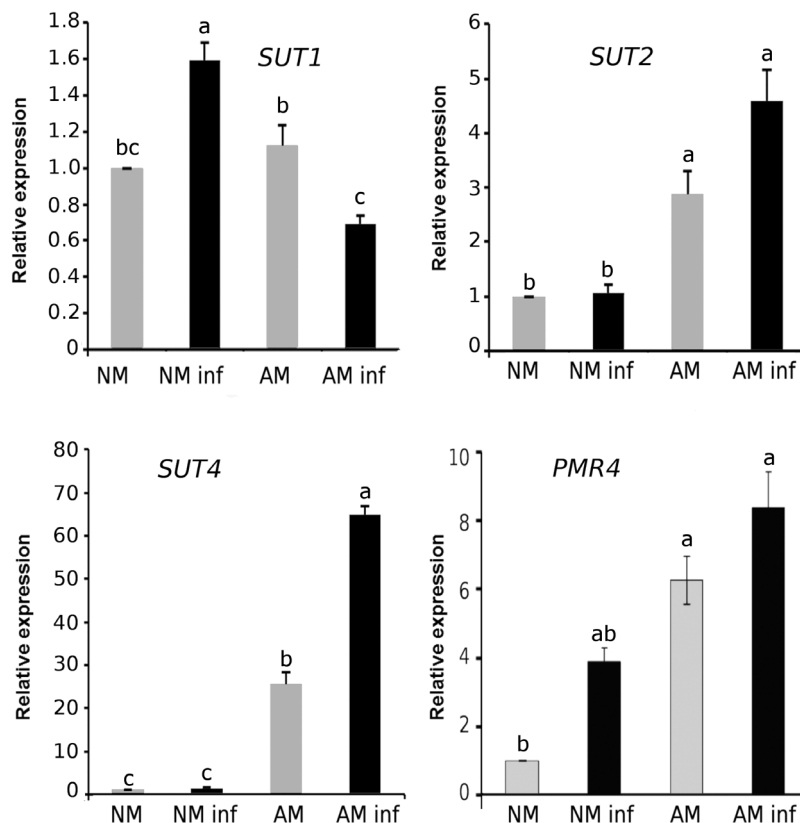 SUT1
Relative expression
1.8
1.6
1.4
1.2
1.0
0.8
0.6
0.4
0.2
0
bc
a
b
c
NM
NM inf
AM
AM inf
SUT2
Relative expression
6
5
4
3
2
1
0
b
b
a
a
NM
NM inf
AM
AM inf
SUT4
Relative expression
80
70
60
50
40
30
20
10
0
c
c
b
a
NM
NM inf
AM
AM inf
PMR4
Relative expression
10
8
6
4
2
0
b
ab
a
a
NM
NM inf
AM
AM inf